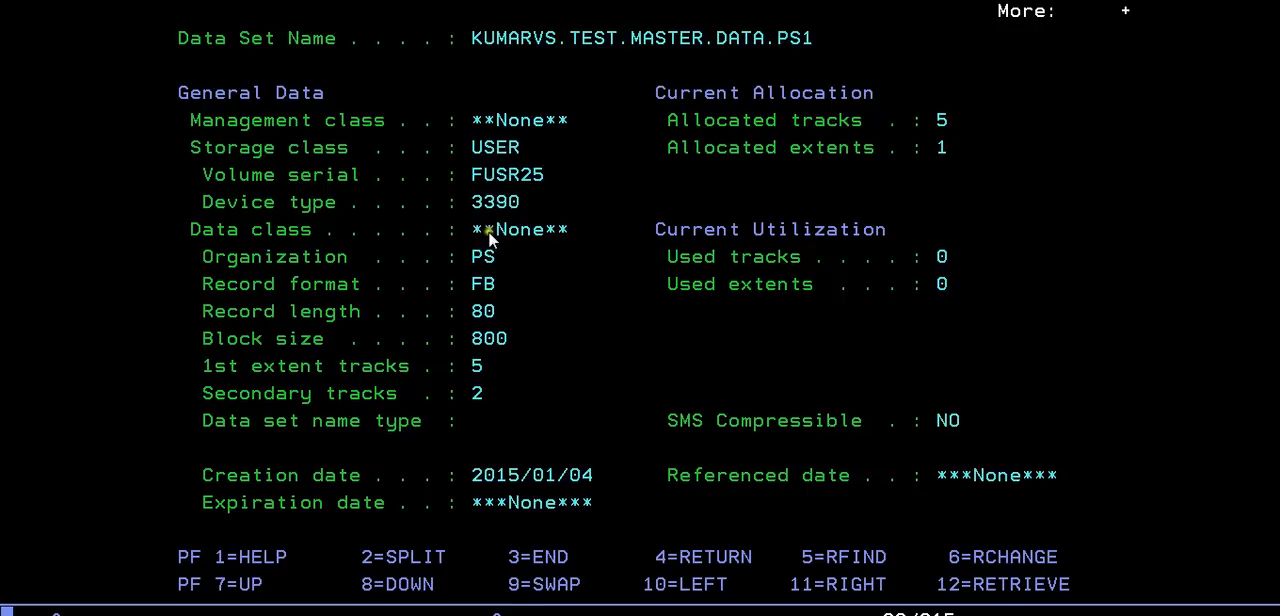 More:     +
Data Set Name . . . . : KUMARVS.TEST.MASTER.DATA.PS1
General Data                           Current Allocation
Management class . . : **None**        Allocated tracks  . : 5
Storage class  . . . : USER            Allocated extents . : 1
Volume serial . . . : FUSR25
Device type . . . . : 3390
Data class . . . . . : **None**        Current Utilization
Organization  . . . : PS               Used tracks . . . . : 0
Record format . . . : FB               Used extents  . . . : 0
Record length . . . : 80
Block size  . . . . : 800
1st extent tracks . : 5
Secondary tracks  . : 2
Data set name type  :                  SMS Compressible  . : NO
Creation date . . . : 2015/01/04       Referenced date . . : ***None***
Expiration date . . : ***None***
PF 1=HELP      2=SPLIT     3=END       4=RETURN    5=RFIND     6=RCHANGE
PF 7=UP        8=DOWN      9=SWAP     10=LEFT     11=RIGHT    12=RETRIEVE